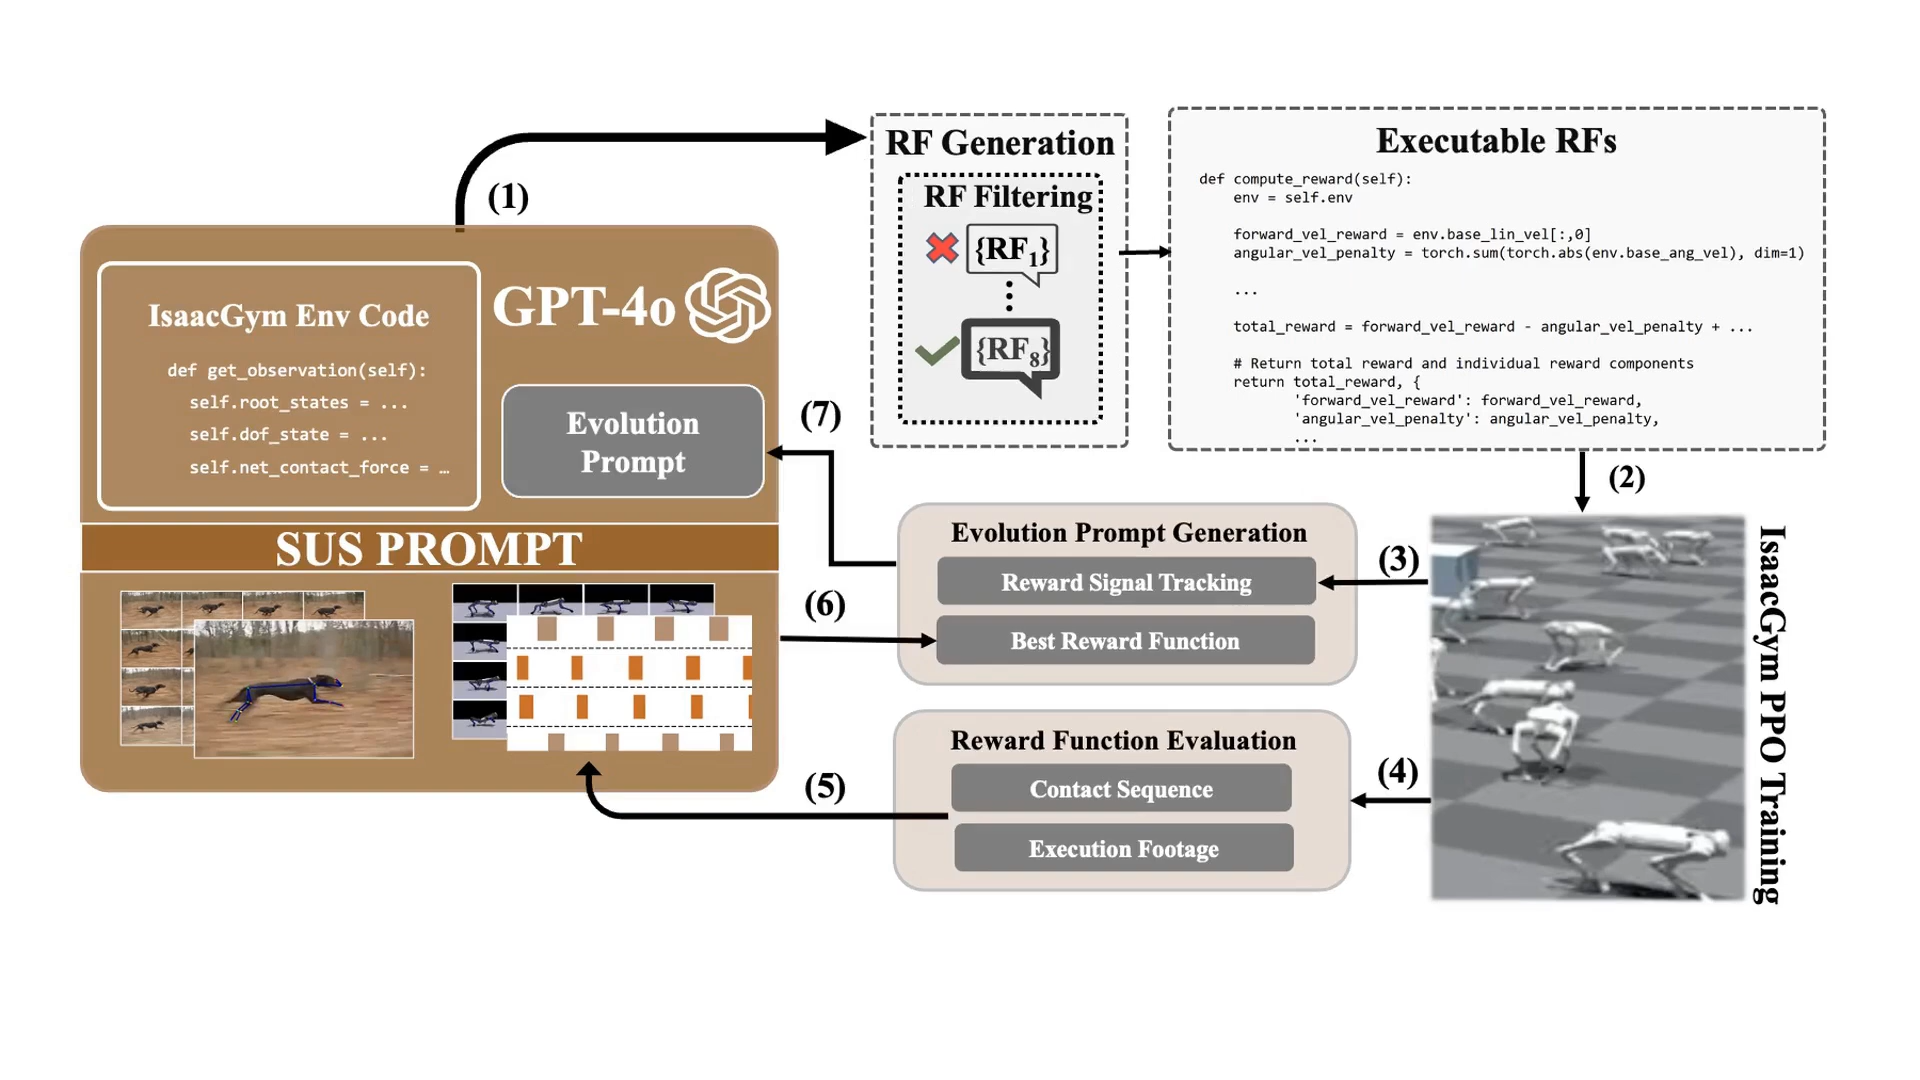 (1)
IsaacGym Env Code
def get_observation(self):
self.root_states = ...
self.dof_state = ...
self.net_contact_force = …
GPT-4o
Evolution
Prompt
SUS PROMPT
RF Generation
RF Filtering
{RF1}
{RF8}
Executable RFs
def compute_reward(self):
env = self.env
forward_vel_reward = env.base_lin_vel[:,0]
angular_vel_penalty = torch.sum(torch.abs(env.base_ang_vel), dim=1)
...
total_reward = forward_vel_reward - angular_vel_penalty + ...
# Return total reward and individual reward components
return total_reward, {
'forward_vel_reward': forward_vel_reward,
'angular_vel_penalty': angular_vel_penalty,
...
(2)
IsaacGym PPO Training
(3)
Evolution Prompt Generation
Reward Signal Tracking
Best Reward Function
(4)
Reward Function Evaluation
Contact Sequence
Execution Footage
(5)
(6)
(7)